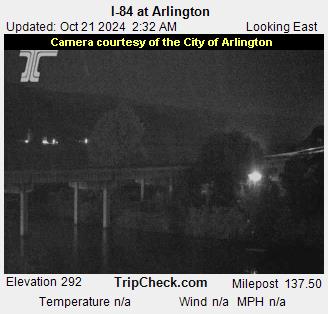 I-84 at Arlington
Updated: Oct 21 2024 2:32 AM Looking East
Camera courtesy of the City of Arlington
Elevation 292 TripCheck.com Milepost 137.50
Temperature n/a Wind n/a MPH n/a